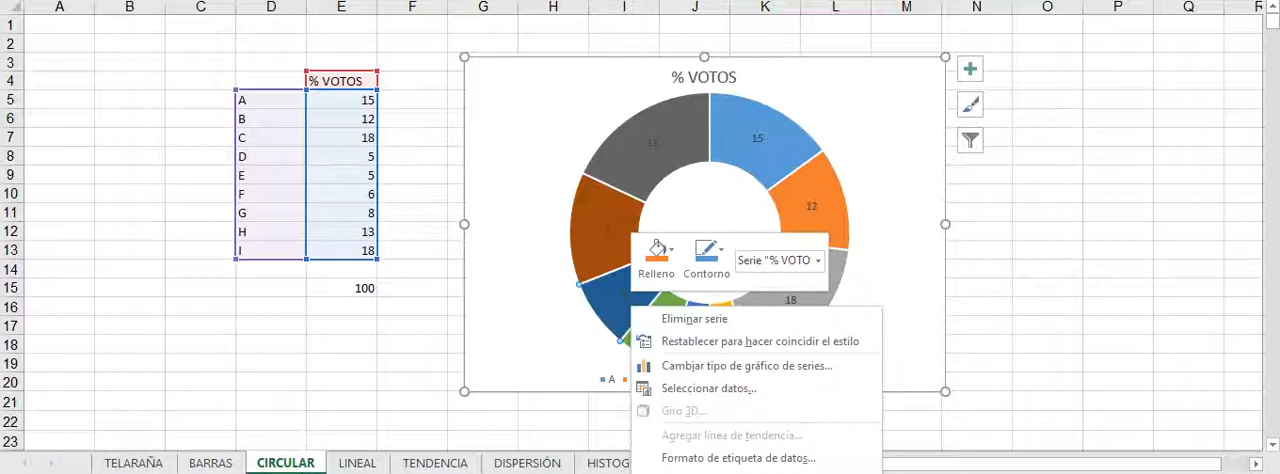 A B C D E F G H I J K L M N O P Q R
1
2
3
4 % VOTOS
5 A 15
6 B 12
7 C 18
8 D 5
9 E 5
10 F 6
11 G 8
12 H 13
13 I 18
14
15 100
16
17
18
19
20
21
22
23
% VOTOS
18 15
12
18
Relleno Contorno Serie "% VOTO
Eliminar serie
Restablecer para hacer coincidir el estilo
Cambiar tipo de gráfico de series...
Seleccionar datos...
Giro 3D...
Agregar línea de tendencia...
Formato de etiqueta de datos...
A
TELARAÑA BARRAS CIRCULAR LINEAL TENDENCIA DISPERSIÓN HISTOG